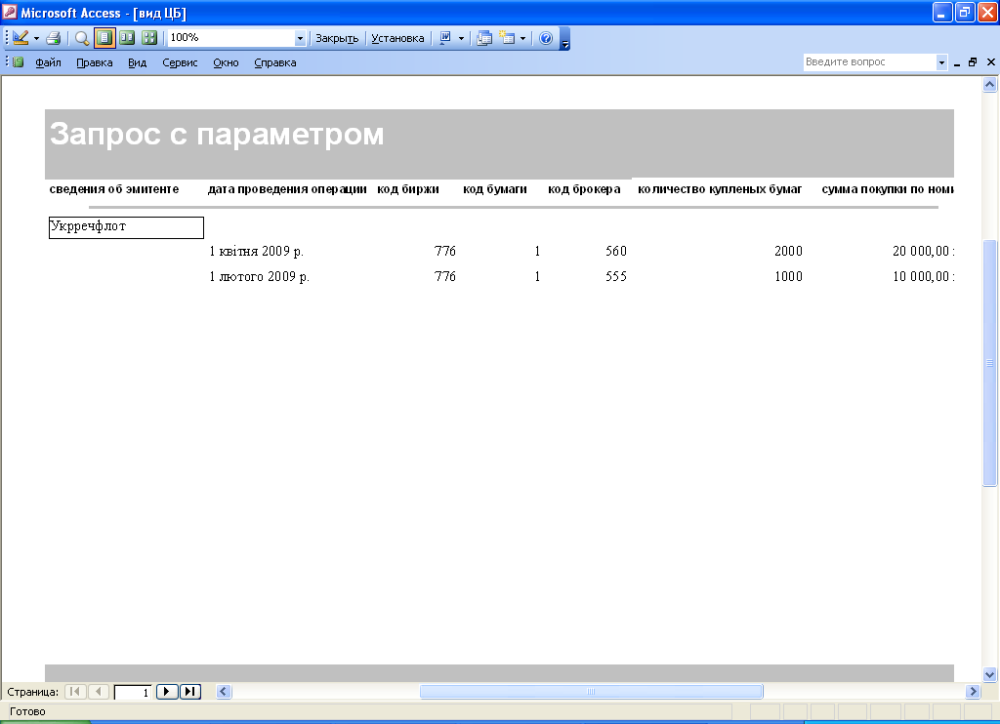 Microsoft Access - [вид ЦБ]
100% Закрыть Установка
Файл Правка Вид Сервис Окно Справка Введите вопрос
Запрос с параметром
сведения об эмитенте дата проведения операции код биржи код бумаги код брокера количество купленых бумаг сумма покупки по номи
Укрречфлот
1 квітня 2009 р. 776 1 560 2000 20 000,00
1 лютого 2009 р. 776 1 555 1000 10 000,00
Страница: 1
Готово